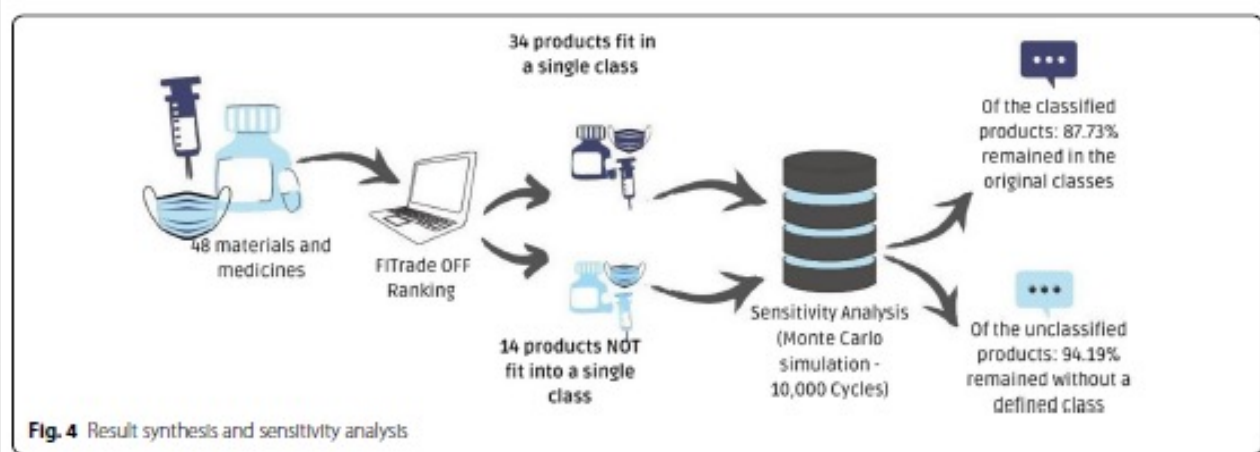 34 products fit in
a single class
48 materials and
medicines
FITrade OFF
Ranking
14 products NOT
fit into a single
class
Sensitivity Analysis
(Monte Carlo
simulation -
10,000 Cycles)
Of the classified
products: 87.73%
remained in the
original classes
Of the unclassified
products: 94.19%
remained without a
defined class
Fig. 4 Result synthesis and sensitivity analysis